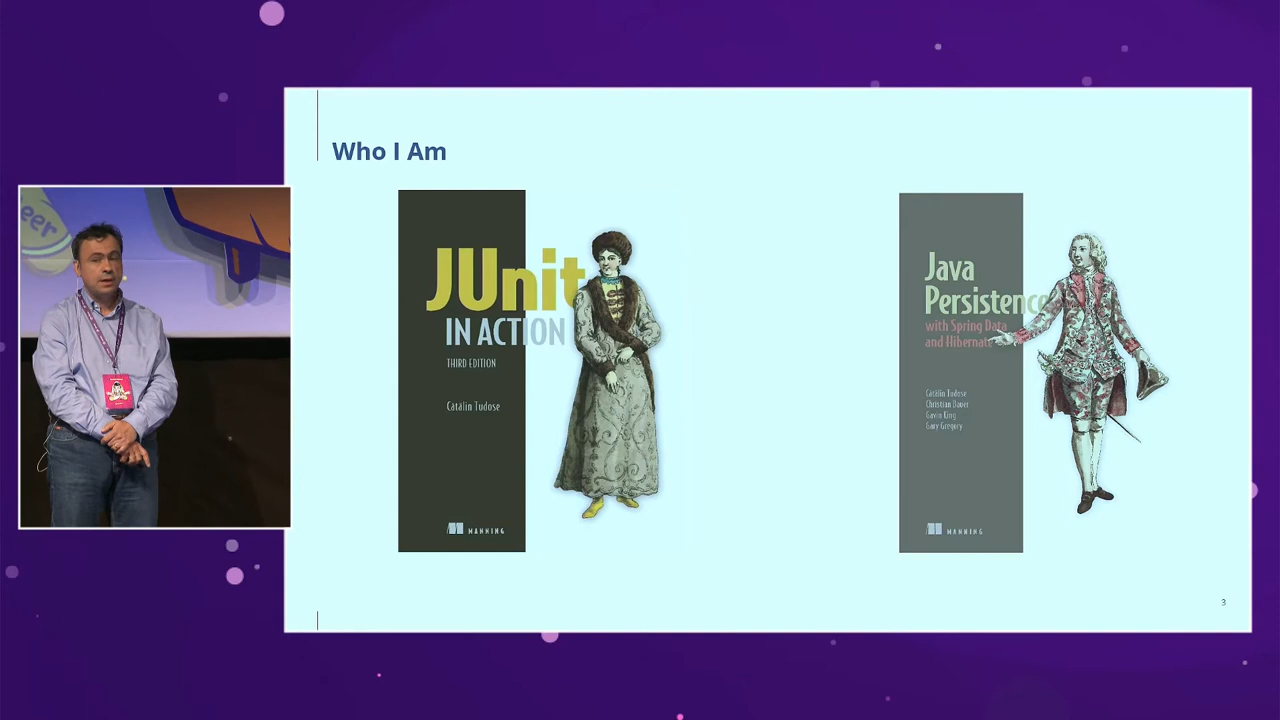 eer
Who I Am
JUnit
IN ACTION
THIRD EDITION
Cătălin Tudose
MANNING
Java
Persistence
with Spring Data
and Hibernate
Cătălin Tudose
Christian Bauer
Gavin King
Gary Gregory
MANNING
3